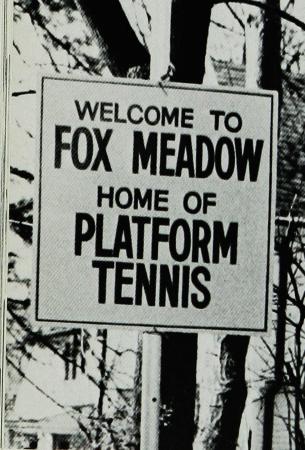 WELCOME TO
FOX MEADOW
HOME OF
PLATFORM
TENNIS